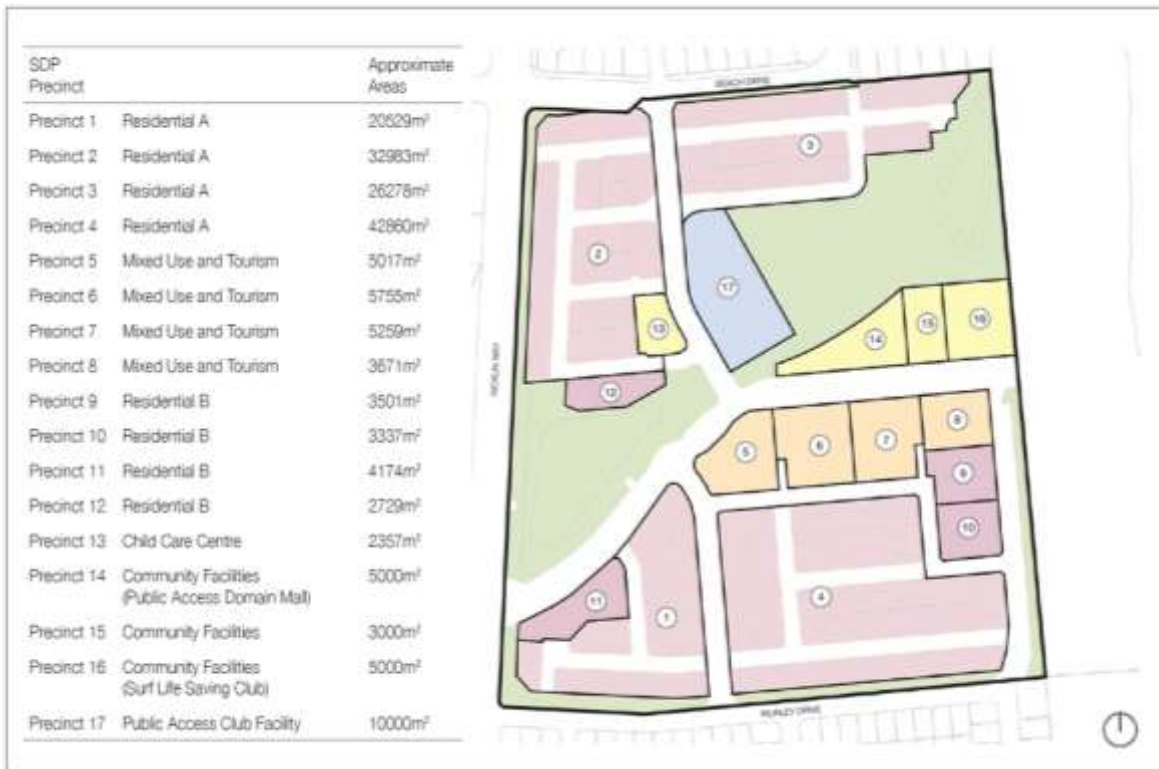 SDP Approximate
Precinct Areas
Precinct 1 Residential A 20529m²
Precinct 2 Residential A 32983m²
Precinct 3 Residential A 26278m²
Precinct 4 Residential A 42860m²
Precinct 5 Mixed Use and Tourism 5017m²
Precinct 6 Mixed Use and Tourism 5755m²
Precinct 7 Mixed Use and Tourism 5259m²
Precinct 8 Mixed Use and Tourism 3671m²
Precinct 9 Residential B 3501m²
Precinct 10 Residential B 3337m²
Precinct 11 Residential B 4174m²
Precinct 12 Residential B 2729m²
Precinct 13 Child Care Centre 2357m²
Precinct 14 Community Facilities 5000m²
(Public Access Domain Mall)
Precinct 15 Community Facilities 3000m²
Precinct 16 Community Facilities 5000m²
(Surf Life Saving Club)
Precinct 17 Public Access Club Facility 10000m²
DRIVE
3
2
17
13
14
15
16
NICKLIN WAY
12
5
6
7
8
9
10
11
1
4
DRIVE